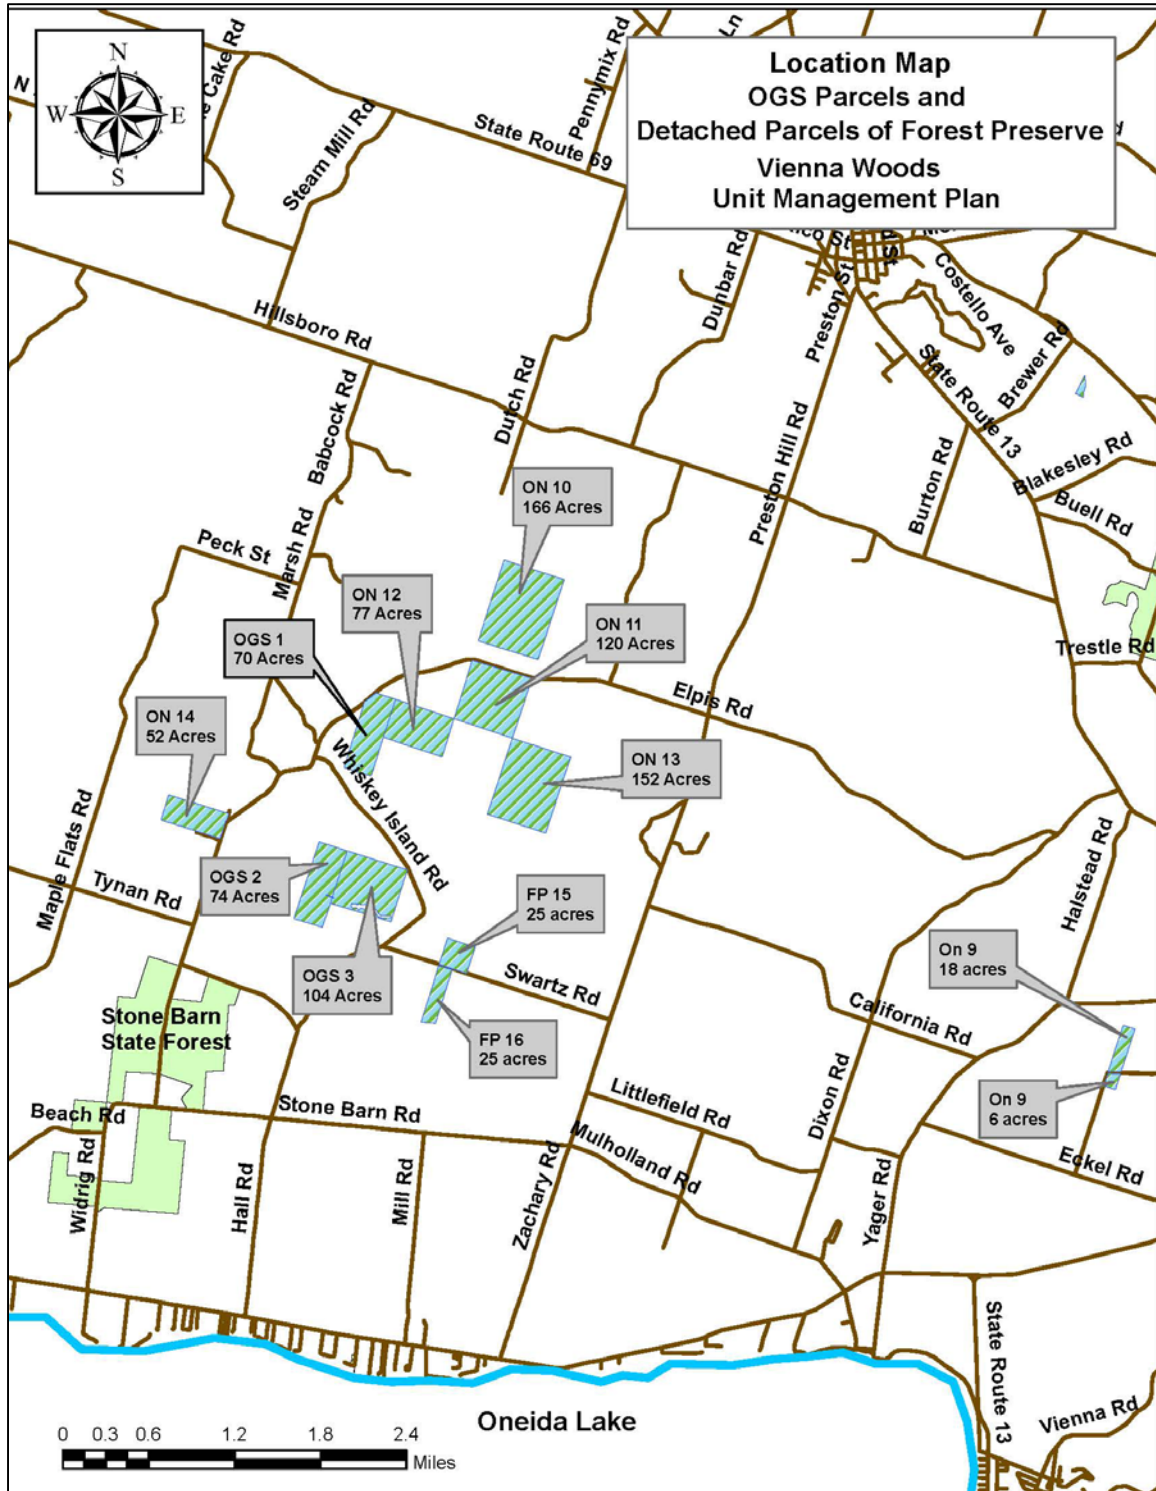 Location Map
OGS Parcels and
Detached Parcels of Forest Preserve
Vienna Woods
Unit Management Plan
N
W
E
S
N
Cake Rd
Steam Mill Rd
State Route 69
Pennymix Rd
Ln
Hillsboro Rd
Dunbar Rd
Preston St
St
Costello Ave
Brewer Rd
State Route 13
Blakesley Rd
Buell Rd
Burton Rd
Preston Hill Rd
Dutch Rd
Babcock Rd
Marsh Rd
Peck St
Trestle Rd
ON 10
166 Acres
ON 12
77 Acres
ON 11
120 Acres
OGS 1
70 Acres
Elpis Rd
ON 14
52 Acres
ON 13
152 Acres
Whiskey Island Rd
Maple Flats Rd
Tynan Rd
OGS 2
74 Acres
OGS 3
104 Acres
FP 15
25 acres
Swartz Rd
FP 16
25 acres
Halstead Rd
On 9
18 acres
On 9
6 acres
California Rd
Stone Barn
State Forest
Stone Barn Rd
Beach Rd
Widrig Rd
Hall Rd
Mill Rd
Zachary Rd
Littlefield Rd
Mulholland Rd
Dixon Rd
Yager Rd
Eckel Rd
State Route 13
Vienna Rd
Oneida Lake
0 0.3 0.6 1.2 1.8 2.4
Miles